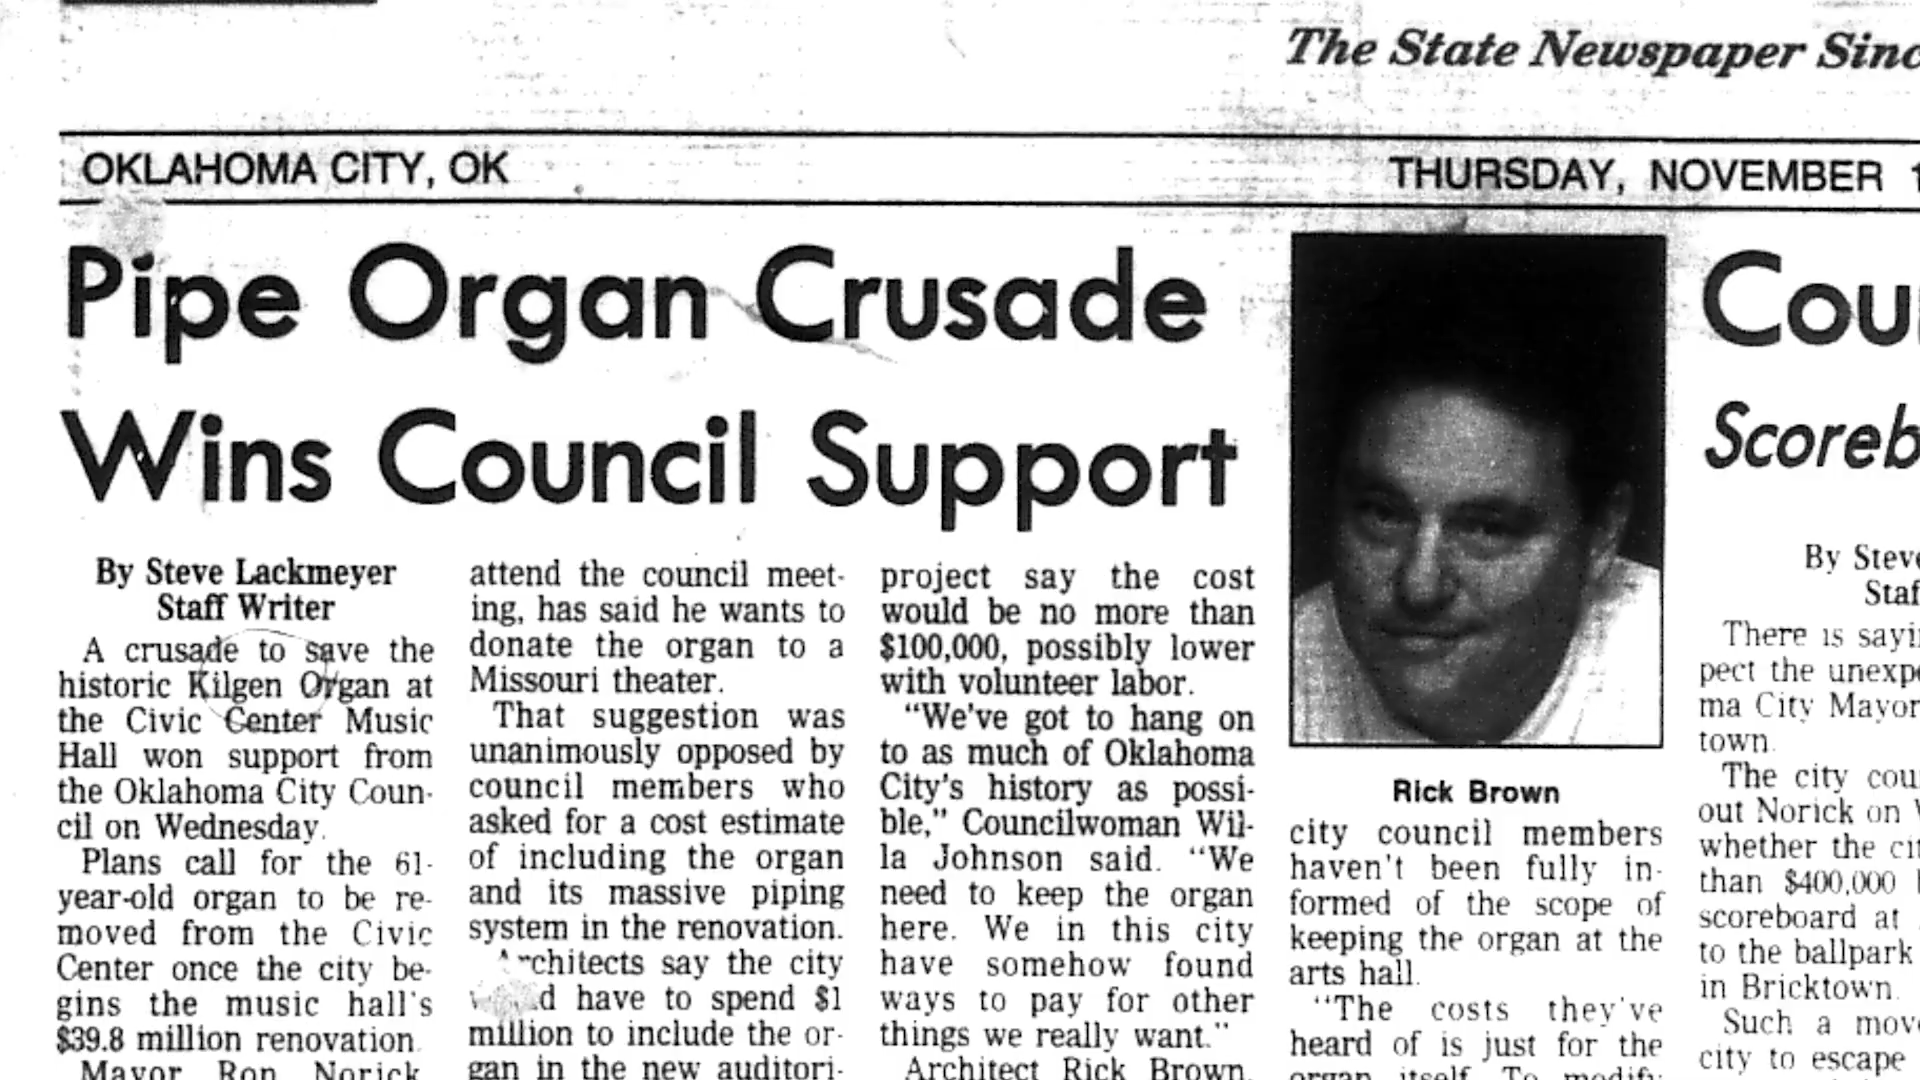 The State Newspaper Sinc
OKLAHOMA CITY, OK
THURSDAY, NOVEMBER 1
Pipe Organ Crusade
Wins Council Support
By Steve Lackmeyer
Staff Writer
A crusade to save the
historic Kilgen Organ at
the Civic Center Music
Hall won support from
the Oklahoma City Coun-
cil on Wednesday.
Plans call for the 61-
year-old organ to be re-
moved from the Civic
Center once the city be-
gins the music hall's
$39.8 million renovation.
Mayor Ron Norick,
attend the council meet-
ing, has said he wants to
donate the organ to a
Missouri theater.
That suggestion was
unanimously opposed by
council members who
asked for a cost estimate
of including the organ
and its massive piping
system in the renovation.
Architects say the city
have to spend $1
million to include the or-
gan in the new auditori-
project say the cost
would be no more than
$100,000, possibly lower
with volunteer labor.
"We've got to hang on
to as much of Oklahoma
City's history as possi-
ble," Councilwoman Wil-
la Johnson said. "We
need to keep the organ
here. We in this city
have somehow found
ways to pay for other
things we really want."
Architect Rick Brown,
Rick Brown
city council members
haven't been fully in-
formed of the scope of
keeping the organ at the
arts hall.
"The costs they've
heard of is just for the
organ itself. To modify
Cou
Scoreb
By Steve
Staf
There is sayi
pect the unexpe
ma City Mayor
town.
The city cou
out Norick on W
whether the cit
than $400,000
scoreboard at
to the ballpark
in Bricktown.
Such a move
city to escape